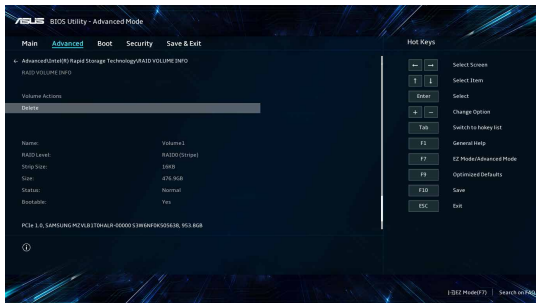 ASUS BIOS Utility - Advanced Mode
Main Advanced Boot Security Save & Exit
Hot Keys
← Advanced\Intel(R) Rapid Storage Technology\RAID VOLUME INFO
RAID VOLUME INFO
Volume Actions
Delete
Name: Volume1
RAID Level: RAID0 (Stripe)
Strip Size: 16KB
Size: 476.9GB
Status: Normal
Bootable: Yes
PCIe 1.0, SAMSUNG MZVLB1T0HALR-00000 S3W6NF0K505638, 953.8GB
← → Select Screen
↑ ↓ Select Item
Enter Select
+ - Change Option
Tab Switch to hokey list
F1 General Help
F7 EZ Mode/Advanced Mode
F9 Optimized Defaults
F10 Save
ESC Exit
EZ Mode(F7) | Search on FAQ